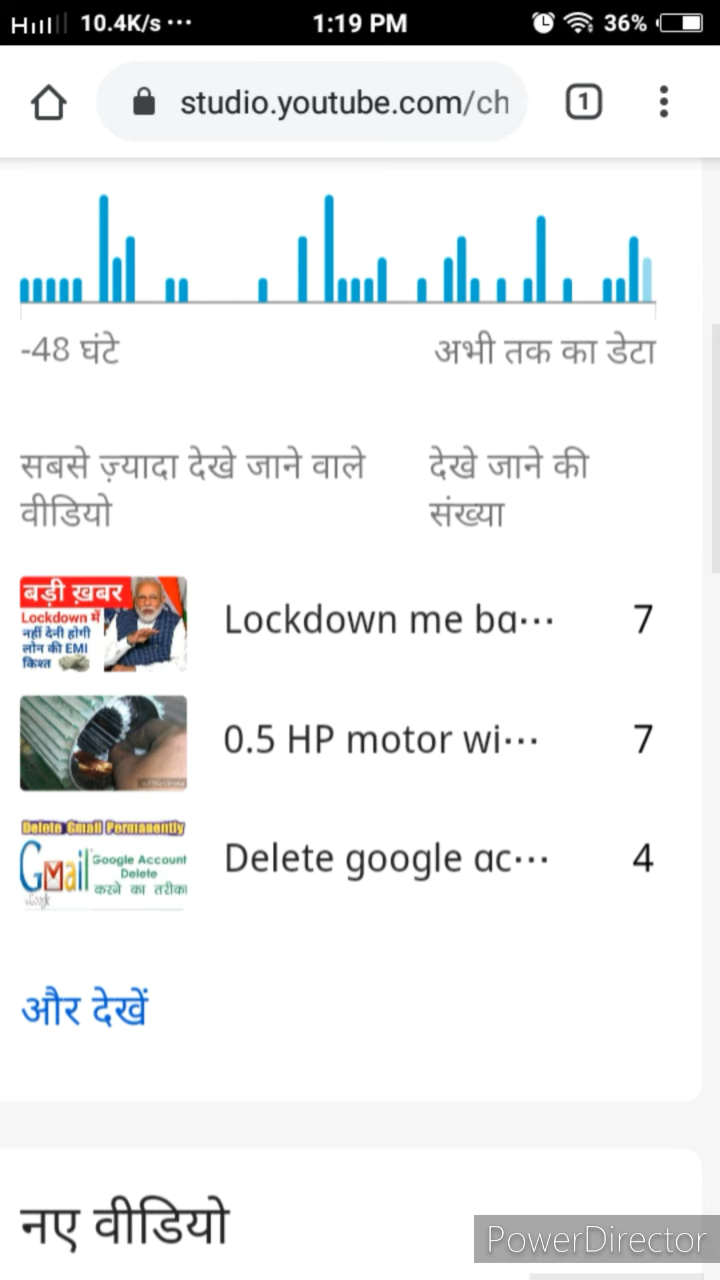 10.4K/s ···
1:19 PM
36%
studio.youtube.com/ch
1
-48 घंटे
अभी तक का डेटा
सबसे ज़्यादा देखे जाने वाले
वीडियो
देखे जाने की
संख्या
बड़ी ख़बर
Lockdown में
नहीं देनी होगी
लोन की EMI
किश्त
Lockdown me ba···
7
0.5 HP motor wi···
7
Delete Gmail Permanently
Gmail
Google Account
Delete
करने का तरीका
Google
Delete google ac···
4
और देखें
नए वीडियो
PowerDirector